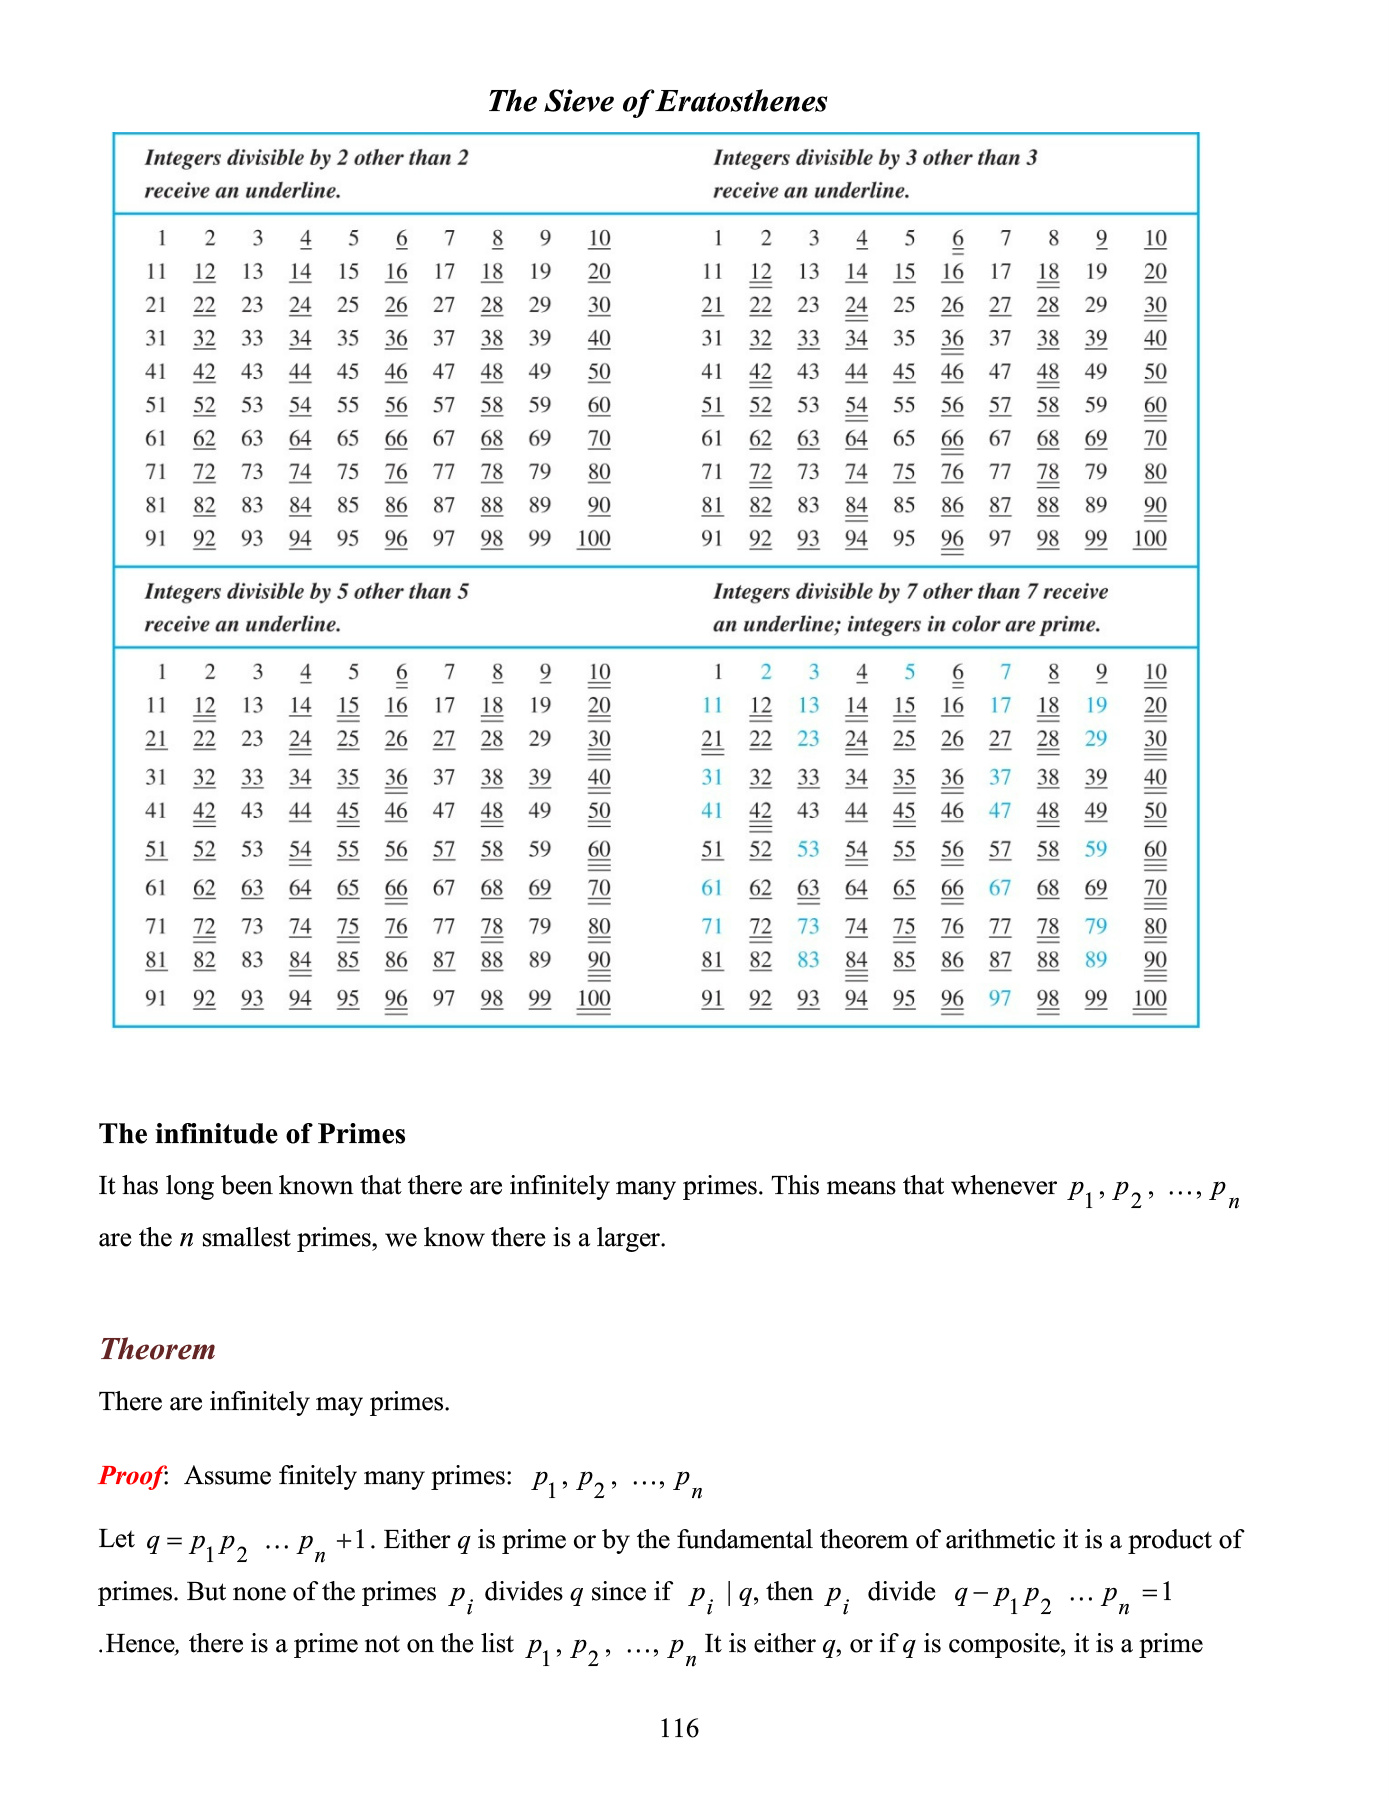 The Sieve of Eratosthenes
Integers divisible by 2 other than 2
receive an underline.
Integers divisible by 3 other than 3
receive an underline.
1 2 3 4 5 6 7 8 9 10
11 12 13 14 15 16 17 18 19 20
21 22 23 24 25 26 27 28 29 30
31 32 33 34 35 36 37 38 39 40
41 42 43 44 45 46 47 48 49 50
51 52 53 54 55 56 57 58 59 60
61 62 63 64 65 66 67 68 69 70
71 72 73 74 75 76 77 78 79 80
81 82 83 84 85 86 87 88 89 90
91 92 93 94 95 96 97 98 99 100
1 2 3 4 5 6 7 8 9 10
11 12 13 14 15 16 17 18 19 20
21 22 23 24 25 26 27 28 29 30
31 32 33 34 35 36 37 38 39 40
41 42 43 44 45 46 47 48 49 50
51 52 53 54 55 56 57 58 59 60
61 62 63 64 65 66 67 68 69 70
71 72 73 74 75 76 77 78 79 80
81 82 83 84 85 86 87 88 89 90
91 92 93 94 95 96 97 98 99 100
Integers divisible by 5 other than 5
receive an underline.
Integers divisible by 7 other than 7 receive
an underline; integers in color are prime.
1 2 3 4 5 6 7 8 9 10
11 12 13 14 15 16 17 18 19 20
21 22 23 24 25 26 27 28 29 30
31 32 33 34 35 36 37 38 39 40
41 42 43 44 45 46 47 48 49 50
51 52 53 54 55 56 57 58 59 60
61 62 63 64 65 66 67 68 69 70
71 72 73 74 75 76 77 78 79 80
81 82 83 84 85 86 87 88 89 90
91 92 93 94 95 96 97 98 99 100
1 2 3 4 5 6 7 8 9 10
11 12 13 14 15 16 17 18 19 20
21 22 23 24 25 26 27 28 29 30
31 32 33 34 35 36 37 38 39 40
41 42 43 44 45 46 47 48 49 50
51 52 53 54 55 56 57 58 59 60
61 62 63 64 65 66 67 68 69 70
71 72 73 74 75 76 77 78 79 80
81 82 83 84 85 86 87 88 89 90
91 92 93 94 95 96 97 98 99 100
The infinitude of Primes
It has long been known that there are infinitely many primes. This means that whenever p₁, p₂, …, pₙ
are the n smallest primes, we know there is a larger.
Theorem
There are infinitely may primes.
Proof: Assume finitely many primes: p₁, p₂, …, pₙ
Let q = p₁p₂ … pₙ +1. Either q is prime or by the fundamental theorem of arithmetic it is a product of
primes. But none of the primes pᵢ divides q since if pᵢ | q, then pᵢ divide q − p₁p₂ … pₙ = 1
.Hence, there is a prime not on the list p₁, p₂, …, pₙ It is either q, or if q is composite, it is a prime
116